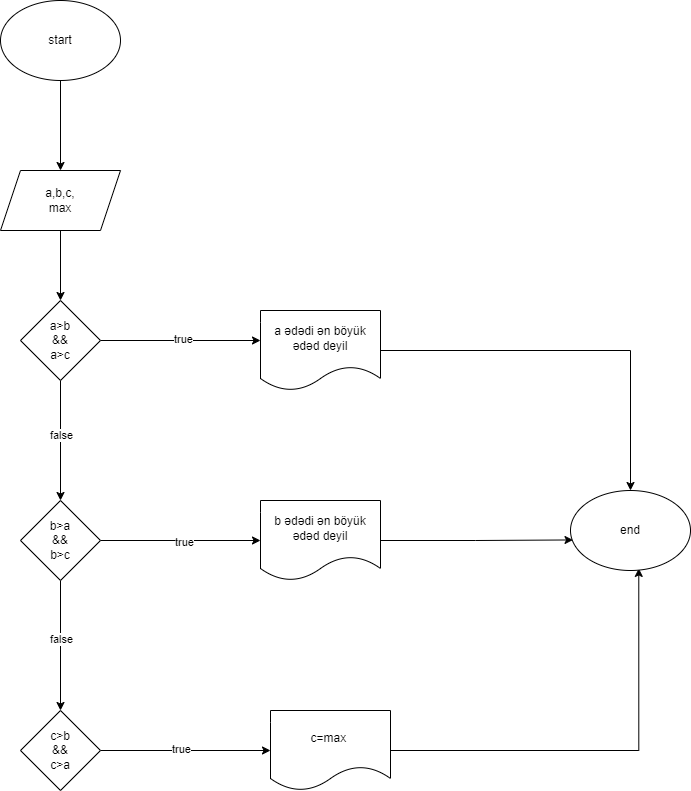 start
a,b,c,
max
a>b
&&
a>c
true
a ədədi ən böyük
ədəd deyil
false
b>a
&&
b>c
true
b ədədi ən böyük
ədəd deyil
end
false
c>b
&&
c>a
true
c=max